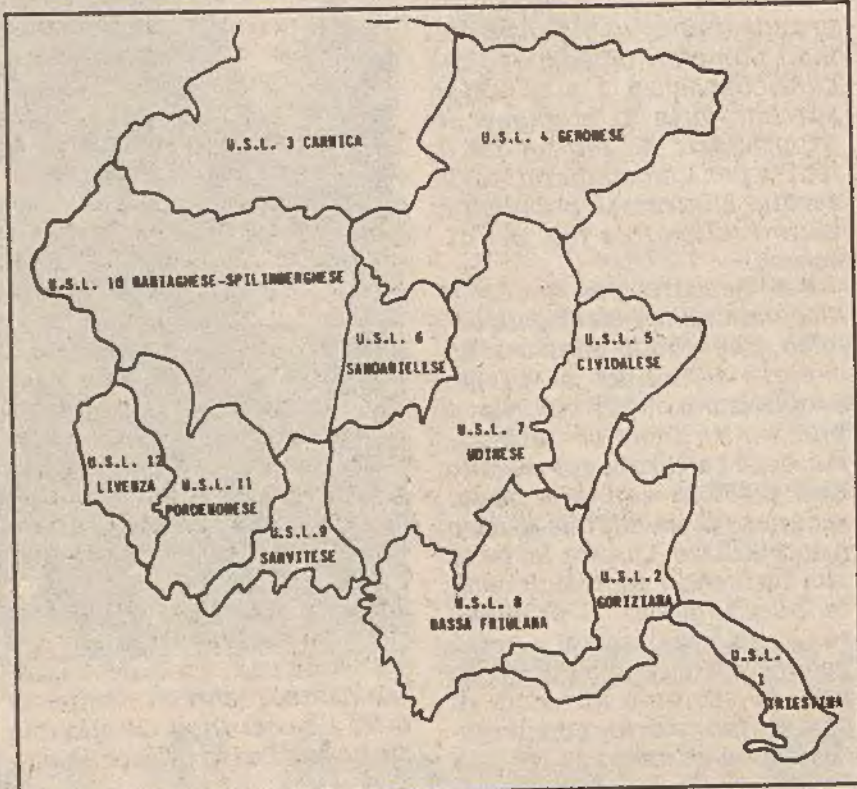 U.S.L. 3 CARNICA
U.S.L. 4 GEMONESE
U.S.L. 10 MANIAGHESE-SPILIMBERGHESE
U.S.L. 6
SANDANIELESE
U.S.L. 5
CIVIDALESE
U.S.L. 7
UDINESE
U.S.L. 12
LIVENZA
U.S.L. 11
PORDENONESE
U.S.L. 9
SANVITESE
U.S.L. 8
BASSA FRIULANA
U.S.L. 2
GORIZIANA
U.S.L.
1
TRIESTINA